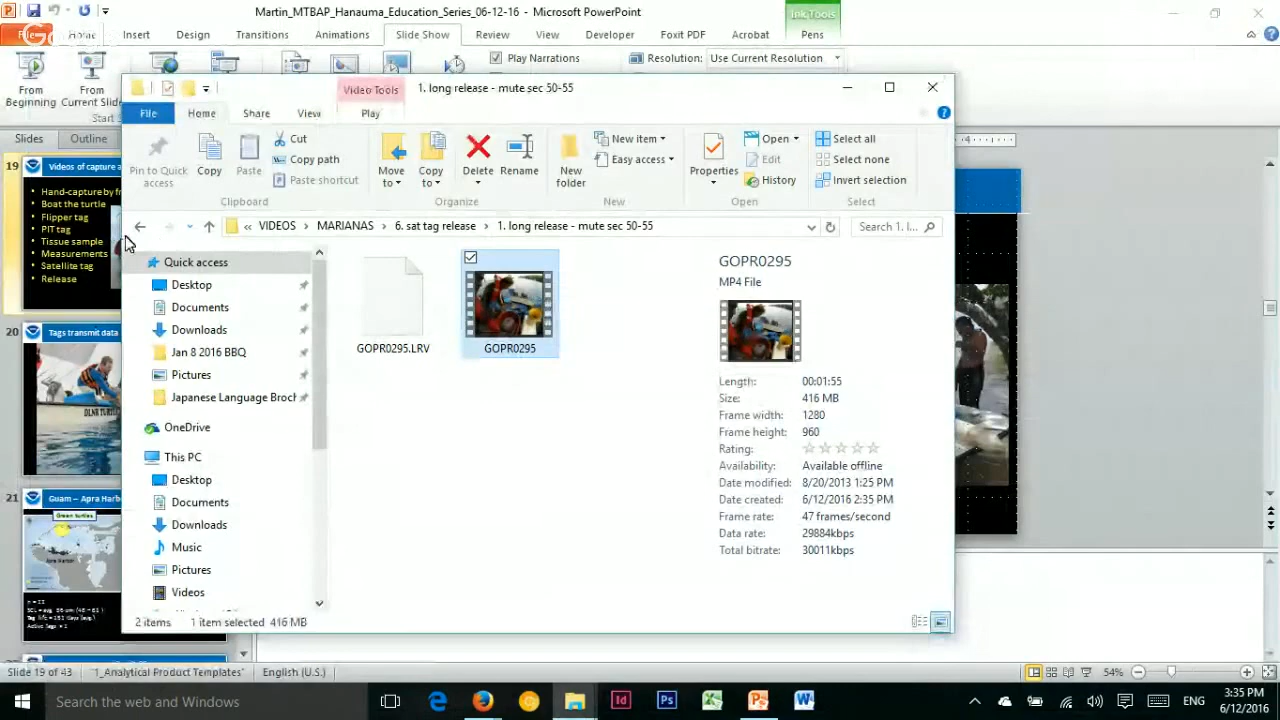 Martin_MTBAP_Hanauma_Education_Series_06-12-16 - Microsoft PowerPoint
Ink Tools
File Home Insert Design Transitions Animations Slide Show Review View Developer Foxit PDF Acrobat Pens
Play Narrations
Resolution: Use Current Resolution
From Beginning
From Current Slide
Video Tools
1. long release - mute sec 50-55
File Home Share View Play
Pin to Quick access
Copy
Paste
Cut
Copy path
Paste shortcut
Move to
Copy to
Delete
Rename
New folder
New item
Easy access
Properties
Open
Edit
History
Select all
Select none
Invert selection
Clipboard Organize New Open Select
« VIDEOS › MARIANAS › 6. sat tag release › 1. long release - mute sec 50-55
Search 1. l...
Quick access
Desktop
Documents
Downloads
Jan 8 2016 BBQ
Pictures
Japanese Language Broch
OneDrive
This PC
Desktop
Documents
Downloads
Music
Pictures
Videos
GOPR0295.LRV
GOPR0295
GOPR0295
MP4 File
Length: 00:01:55
Size: 416 MB
Frame width: 1280
Frame height: 960
Rating:
Availability: Available offline
Date modified: 8/20/2013 1:25 PM
Date created: 6/12/2016 2:35 PM
Frame rate: 47 frames/second
Data rate: 29884kbps
Total bitrate: 30011kbps
2 items 1 item selected 416 MB
Slides Outline
19
Videos of capture a
• Hand-capture by fr
• Boat the turtle
• Flipper tag
• PIT tag
• Tissue sample
• Measurements
• Satellite tag
• Release
20
Tags transmit data
DLNR TURTL
21
Guam – Apra Harbo
Green turtles
Apra Harbor
Slide 19 of 43 "1_Analytical Product Templates" English (U.S.)
54%
Search the web and Windows
ENG
3:35 PM
6/12/2016